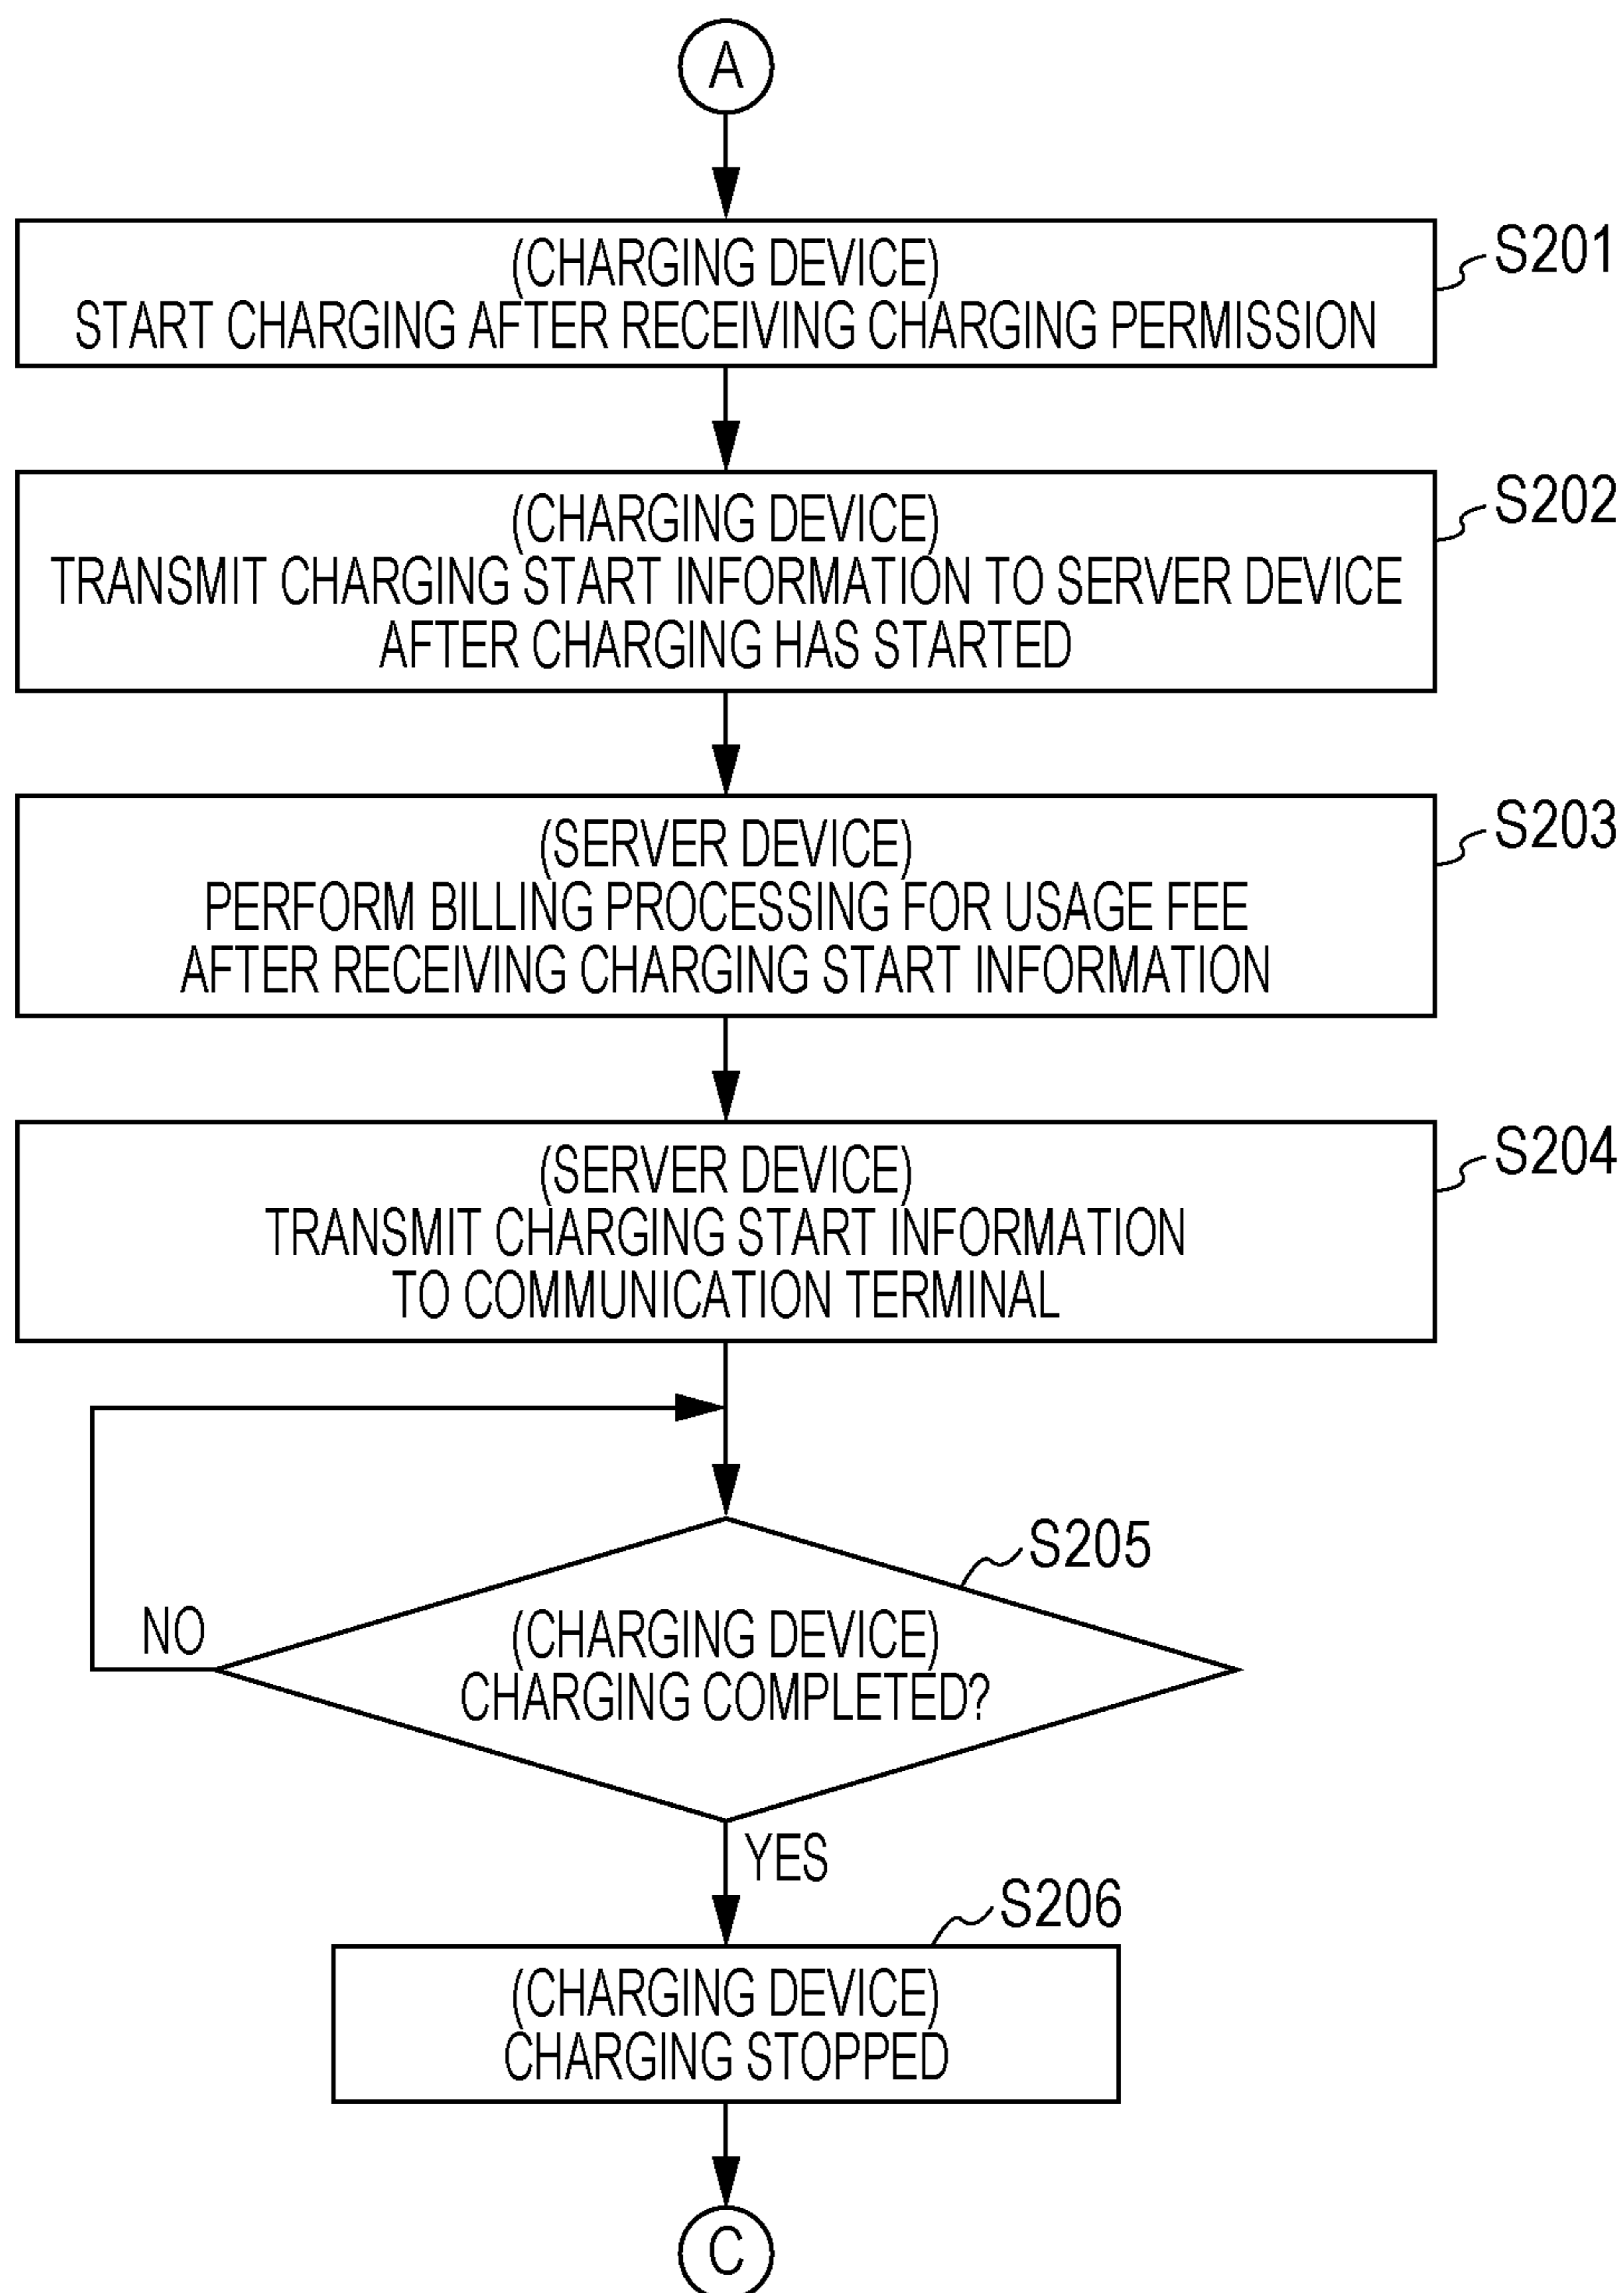 A
(CHARGING DEVICE)
START CHARGING AFTER RECEIVING CHARGING PERMISSION
S201
(CHARGING DEVICE)
TRANSMIT CHARGING START INFORMATION TO SERVER DEVICE
AFTER CHARGING HAS STARTED
S202
(SERVER DEVICE)
PERFORM BILLING PROCESSING FOR USAGE FEE
AFTER RECEIVING CHARGING START INFORMATION
S203
(SERVER DEVICE)
TRANSMIT CHARGING START INFORMATION
TO COMMUNICATION TERMINAL
S204
S205
NO
(CHARGING DEVICE)
CHARGING COMPLETED?
YES
S206
(CHARGING DEVICE)
CHARGING STOPPED
C